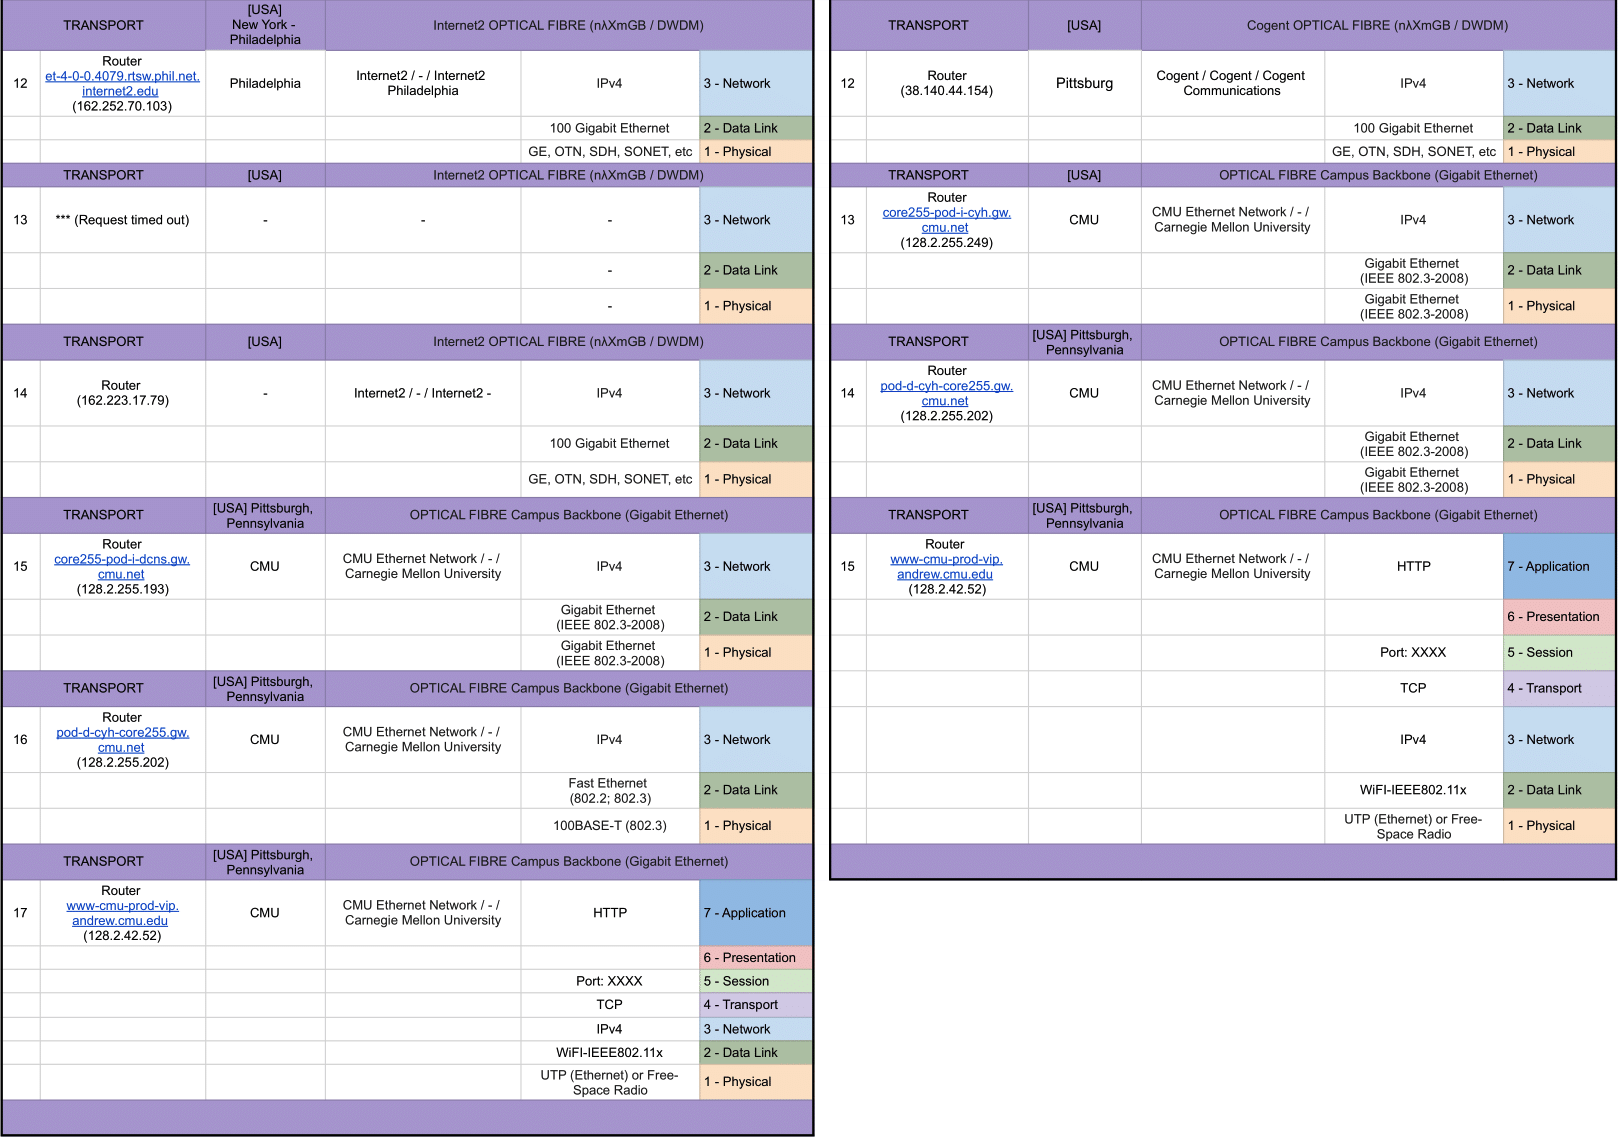 TRANSPORT
[USA]
New York -
Philadelphia
Internet2 OPTICAL FIBRE (nλXmGB / DWDM)
12
Router
et-4-0-0.4079.rtsw.phil.net.
internet2.edu
(162.252.70.103)
Philadelphia
Internet2 / - / Internet2
Philadelphia
IPv4
3 - Network
100 Gigabit Ethernet
2 - Data Link
GE, OTN, SDH, SONET, etc
1 - Physical
TRANSPORT
[USA]
Internet2 OPTICAL FIBRE (nλXmGB / DWDM)
13
*** (Request timed out)
-
-
-
3 - Network
-
2 - Data Link
-
1 - Physical
TRANSPORT
[USA]
Internet2 OPTICAL FIBRE (nλXmGB / DWDM)
14
Router
(162.223.17.79)
-
Internet2 / - / Internet2 -
IPv4
3 - Network
100 Gigabit Ethernet
2 - Data Link
GE, OTN, SDH, SONET, etc
1 - Physical
TRANSPORT
[USA] Pittsburgh,
Pennsylvania
OPTICAL FIBRE Campus Backbone (Gigabit Ethernet)
15
Router
core255-pod-i-dcns.gw.
cmu.net
(128.2.255.193)
CMU
CMU Ethernet Network / - /
Carnegie Mellon University
IPv4
3 - Network
Gigabit Ethernet
(IEEE 802.3-2008)
2 - Data Link
Gigabit Ethernet
(IEEE 802.3-2008)
1 - Physical
TRANSPORT
[USA] Pittsburgh,
Pennsylvania
OPTICAL FIBRE Campus Backbone (Gigabit Ethernet)
16
Router
pod-d-cyh-core255.gw.
cmu.net
(128.2.255.202)
CMU
CMU Ethernet Network / - /
Carnegie Mellon University
IPv4
3 - Network
Fast Ethernet
(802.2; 802.3)
2 - Data Link
100BASE-T (802.3)
1 - Physical
TRANSPORT
[USA] Pittsburgh,
Pennsylvania
OPTICAL FIBRE Campus Backbone (Gigabit Ethernet)
17
Router
www-cmu-prod-vip.
andrew.cmu.edu
(128.2.42.52)
CMU
CMU Ethernet Network / - /
Carnegie Mellon University
HTTP
7 - Application
6 - Presentation
Port: XXXX
5 - Session
TCP
4 - Transport
IPv4
3 - Network
WiFI-IEEE802.11x
2 - Data Link
UTP (Ethernet) or Free-
Space Radio
1 - Physical
TRANSPORT
[USA]
Cogent OPTICAL FIBRE (nλXmGB / DWDM)
12
Router
(38.140.44.154)
Pittsburg
Cogent / Cogent / Cogent
Communications
IPv4
3 - Network
100 Gigabit Ethernet
2 - Data Link
GE, OTN, SDH, SONET, etc
1 - Physical
TRANSPORT
[USA]
OPTICAL FIBRE Campus Backbone (Gigabit Ethernet)
13
Router
core255-pod-i-cyh.gw.
cmu.net
(128.2.255.249)
CMU
CMU Ethernet Network / - /
Carnegie Mellon University
IPv4
3 - Network
Gigabit Ethernet
(IEEE 802.3-2008)
2 - Data Link
Gigabit Ethernet
(IEEE 802.3-2008)
1 - Physical
TRANSPORT
[USA] Pittsburgh,
Pennsylvania
OPTICAL FIBRE Campus Backbone (Gigabit Ethernet)
14
Router
pod-d-cyh-core255.gw.
cmu.net
(128.2.255.202)
CMU
CMU Ethernet Network / - /
Carnegie Mellon University
IPv4
3 - Network
Gigabit Ethernet
(IEEE 802.3-2008)
2 - Data Link
Gigabit Ethernet
(IEEE 802.3-2008)
1 - Physical
TRANSPORT
[USA] Pittsburgh,
Pennsylvania
OPTICAL FIBRE Campus Backbone (Gigabit Ethernet)
15
Router
www-cmu-prod-vip.
andrew.cmu.edu
(128.2.42.52)
CMU
CMU Ethernet Network / - /
Carnegie Mellon University
HTTP
7 - Application
6 - Presentation
Port: XXXX
5 - Session
TCP
4 - Transport
IPv4
3 - Network
WiFI-IEEE802.11x
2 - Data Link
UTP (Ethernet) or Free-
Space Radio
1 - Physical